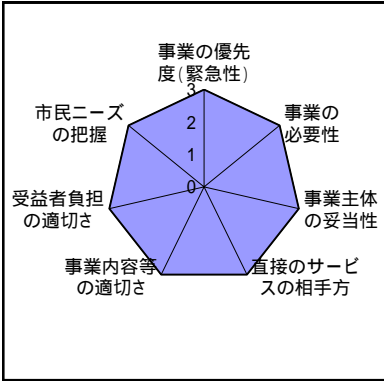 事業の優先
度(緊急性)
3
2
1
0
事業の
必要性
事業主体
の妥当性
直接のサービ
スの相手方
事業内容等
の適切さ
受益者負担
の適切さ
市民ニーズ
の把握